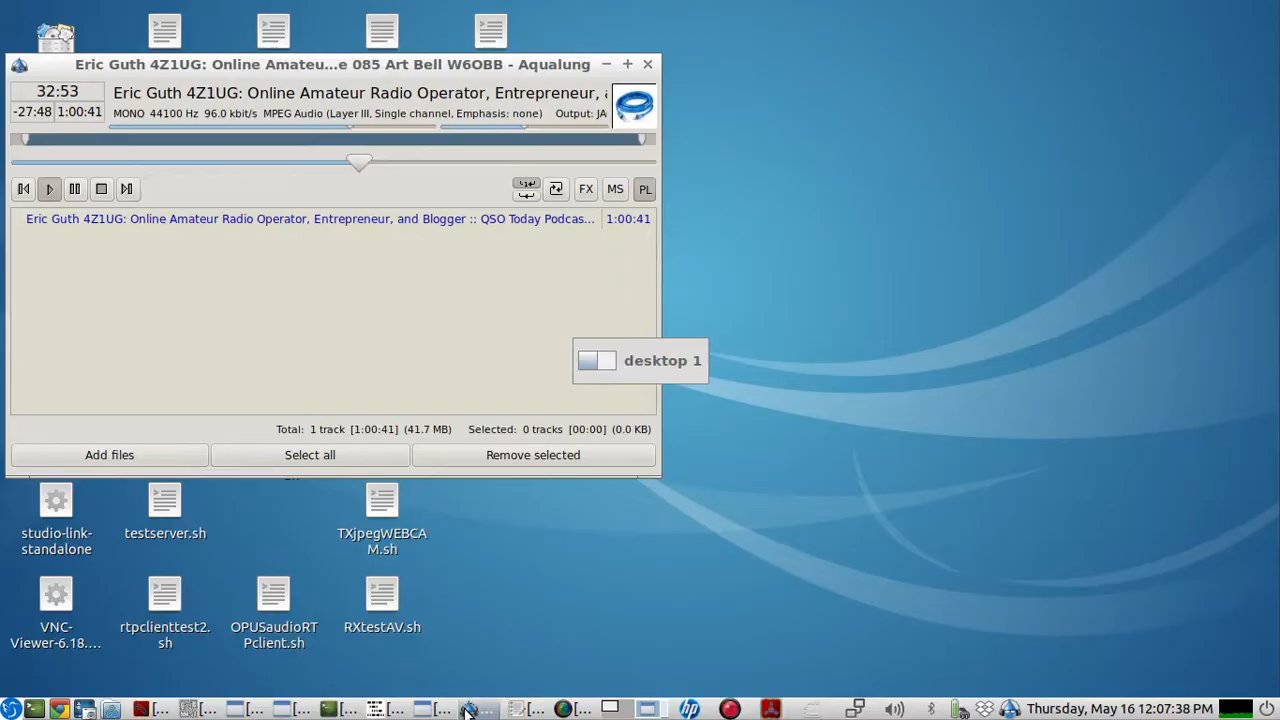 Eric Guth 4Z1UG: Online Amateu...e 085 Art Bell W6OBB - Aqualung
32:53
-27:48 1:00:41
Eric Guth 4Z1UG: Online Amateur Radio Operator, Entrepreneur,
MONO 44100 Hz 96.0 kbit/s MPEG Audio (Layer III, Single channel, Emphasis: none) Output: JA
FX MS PL
Eric Guth 4Z1UG: Online Amateur Radio Operator, Entrepreneur, and Blogger :: QSO Today Podcas... 1:00:41
desktop 1
Total: 1 track [1:00:41] (41.7 MB) Selected: 0 tracks [00:00] (0.0 KB)
Add files Select all Remove selected
studio-link-
standalone
testserver.sh
TXjpegWEBCA
M.sh
VNC-
Viewer-6.18....
rtpclienttest2.
sh
OPUSaudioRT
Pclient.sh
RXtestAV.sh
[... [... [... [... [... [... [... ... [... [... Thursday, May 16 12:07:38 PM